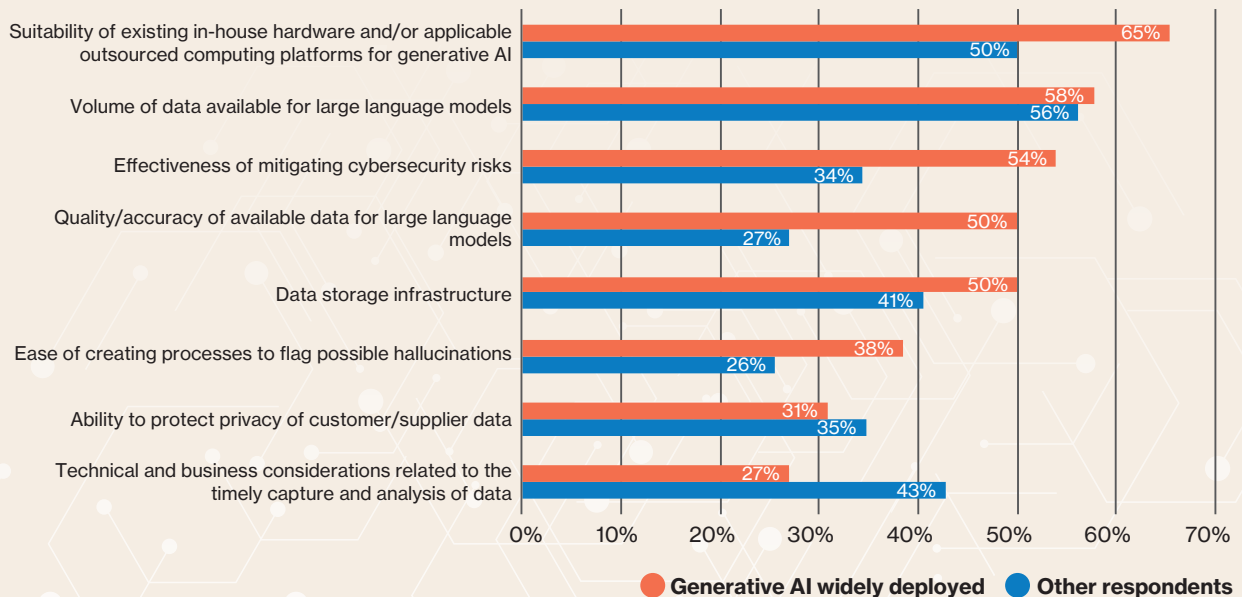 Suitability of existing in-house hardware and/or applicable
outsourced computing platforms for generative AI
65%
50%
Volume of data available for large language models
58%
56%
Effectiveness of mitigating cybersecurity risks
54%
34%
Quality/accuracy of available data for large language
models
50%
27%
Data storage infrastructure
50%
41%
Ease of creating processes to flag possible hallucinations
38%
26%
Ability to protect privacy of customer/supplier data
31%
35%
Technical and business considerations related to the
timely capture and analysis of data
27%
43%
0% 10% 20% 30% 40% 50% 60% 70%
Generative AI widely deployed Other respondents